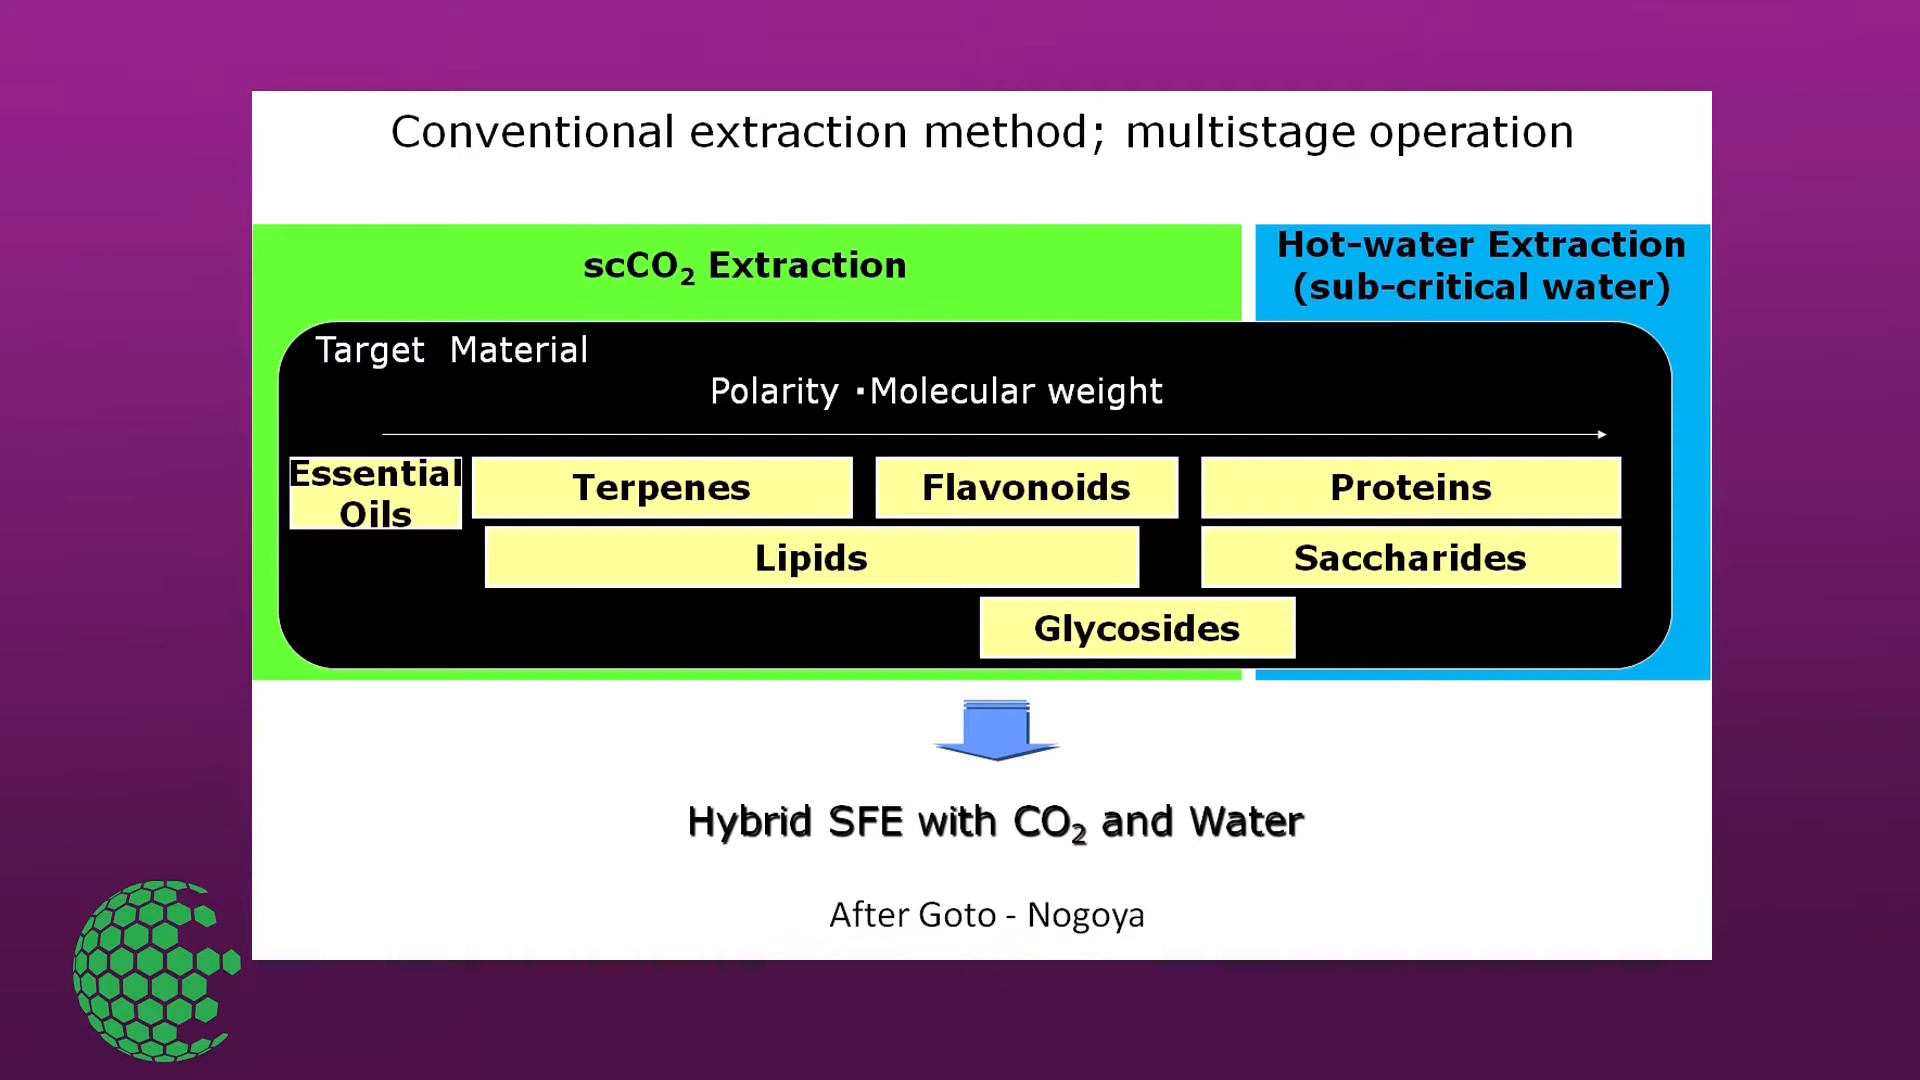 Conventional extraction method; multistage operation
scCO₂ Extraction
Hot-water Extraction
(sub-critical water)
Target Material
Polarity ･Molecular weight
Essential
Oils
Terpenes
Flavonoids
Proteins
Lipids
Saccharides
Glycosides
Hybrid SFE with CO₂ and Water
After Goto - Nogoya